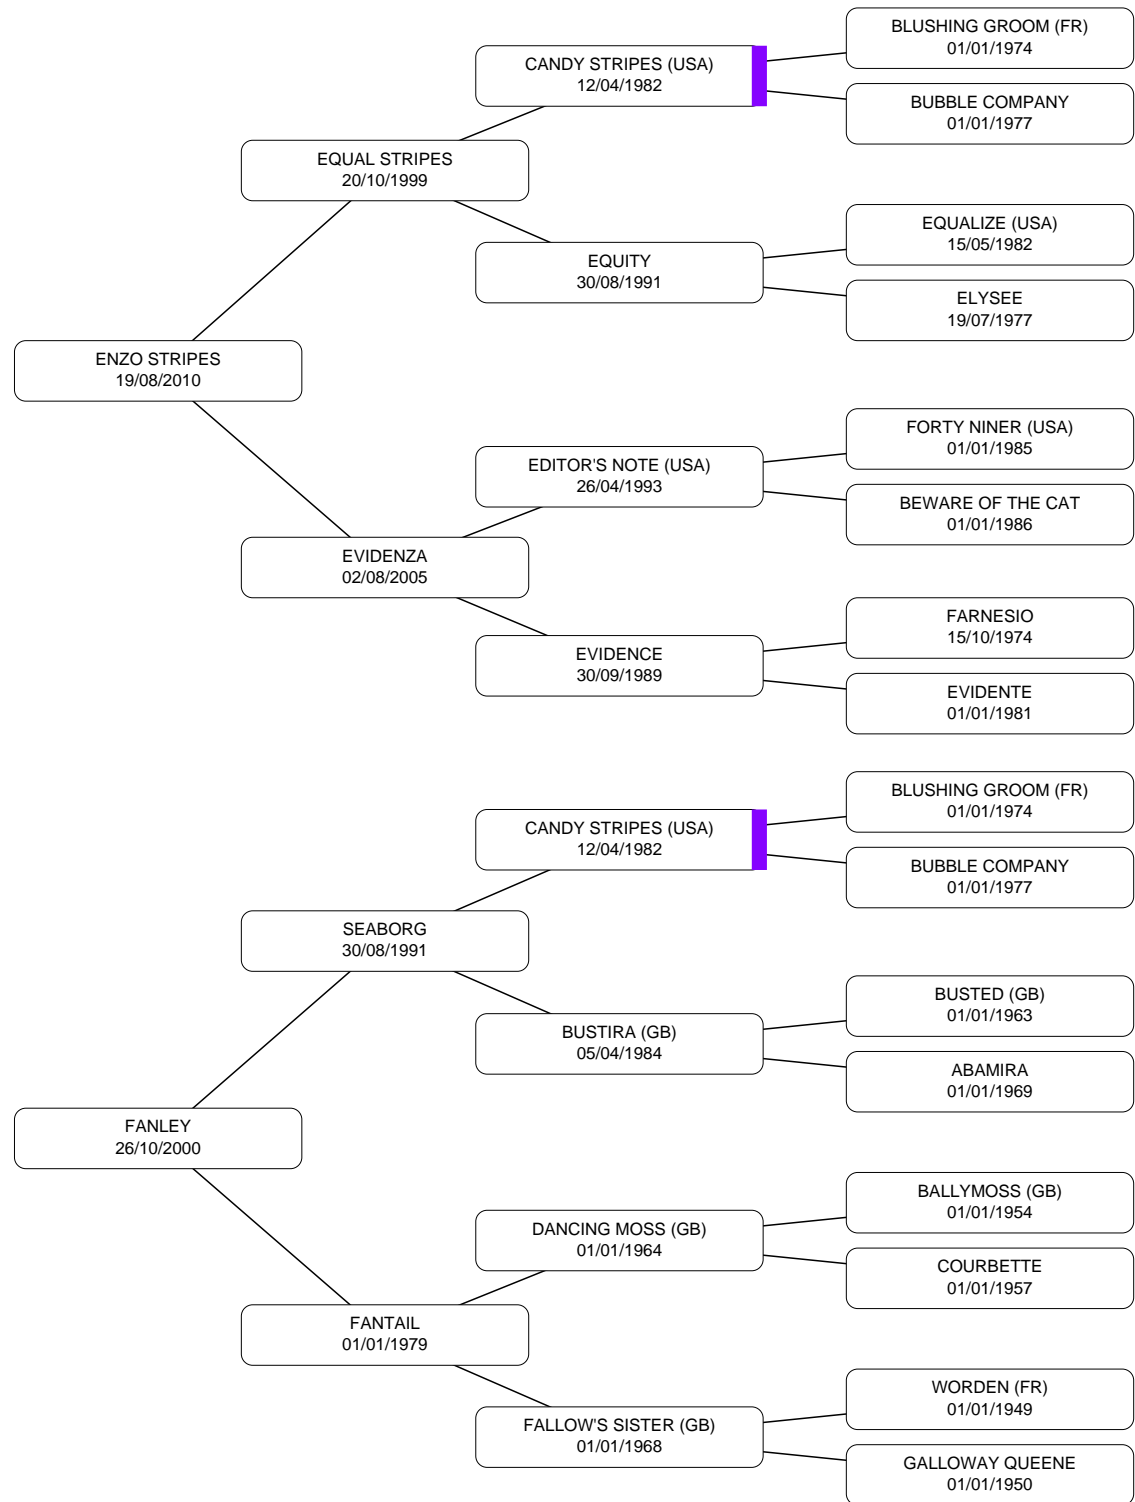 BLUSHING GROOM (FR)
01/01/1974
CANDY STRIPES (USA)
12/04/1982
BUBBLE COMPANY
01/01/1977
EQUAL STRIPES
20/10/1999
EQUALIZE (USA)
15/05/1982
EQUITY
30/08/1991
ELYSEE
19/07/1977
ENZO STRIPES
19/08/2010
FORTY NINER (USA)
01/01/1985
EDITOR'S NOTE (USA)
26/04/1993
BEWARE OF THE CAT
01/01/1986
EVIDENZA
02/08/2005
FARNESIO
15/10/1974
EVIDENCE
30/09/1989
EVIDENTE
01/01/1981
BLUSHING GROOM (FR)
01/01/1974
CANDY STRIPES (USA)
12/04/1982
BUBBLE COMPANY
01/01/1977
SEABORG
30/08/1991
BUSTED (GB)
01/01/1963
BUSTIRA (GB)
05/04/1984
ABAMIRA
01/01/1969
FANLEY
26/10/2000
BALLYMOSS (GB)
01/01/1954
DANCING MOSS (GB)
01/01/1964
COURBETTE
01/01/1957
FANTAIL
01/01/1979
WORDEN (FR)
01/01/1949
FALLOW'S SISTER (GB)
01/01/1968
GALLOWAY QUEENE
01/01/1950